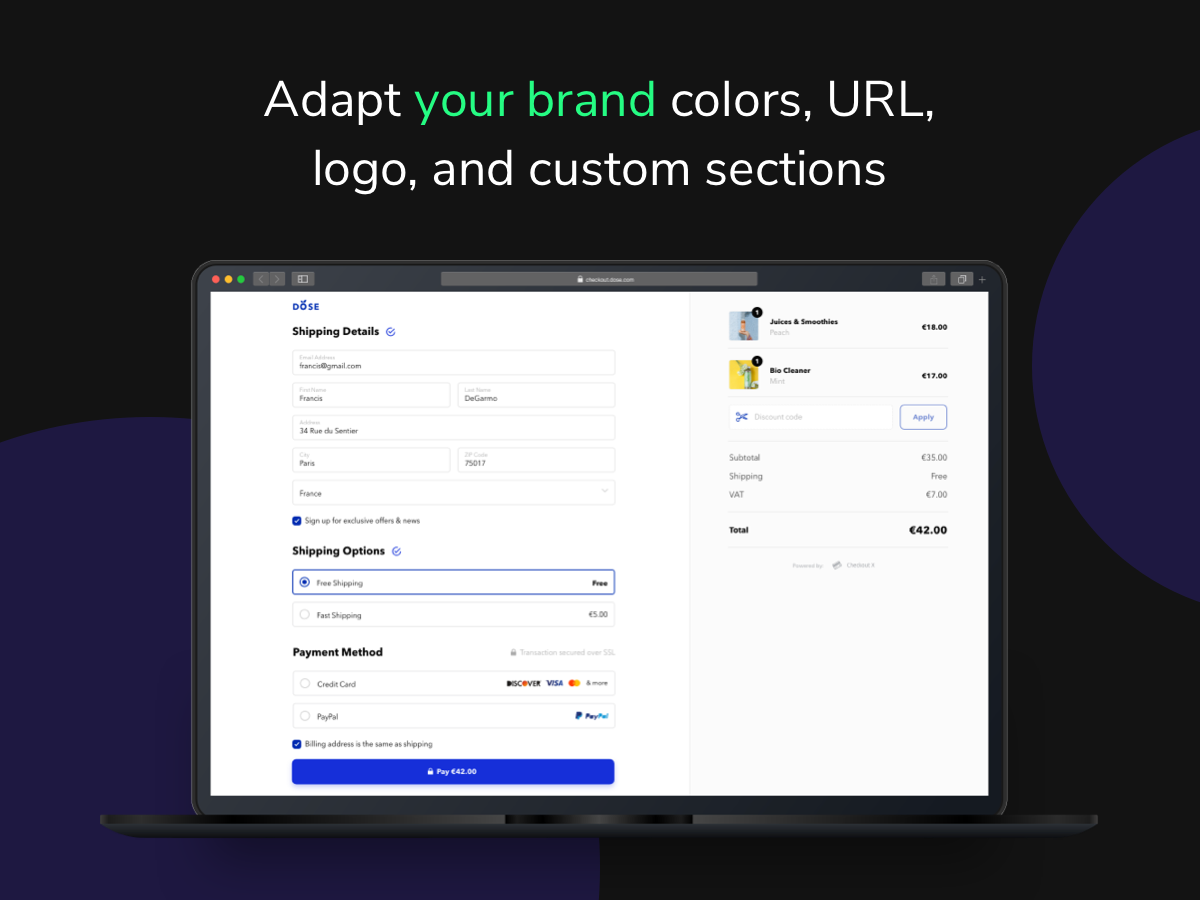 Adapt your brand colors, URL,
logo, and custom sections
checkout.dose.com
DÖSE
Shipping Details
Email Address
francis@gmail.com
First Name
Francis
Last Name
DeGarmo
Address
34 Rue du Sentier
City
Paris
ZIP Code
75017
France
Sign up for exclusive offers & news
Shipping Options
Free Shipping
Free
Fast Shipping
€5.00
Payment Method
Transaction secured over SSL
Credit Card
DISCOVER VISA & more
PayPal
PayPal
Billing address is the same as shipping
Pay €42.00
1
Juices & Smoothies
Peach
€18.00
1
Bio Cleaner
Mint
€17.00
Discount code
Apply
Subtotal
€35.00
Shipping
Free
VAT
€7.00
Total
€42.00
Powered by: Checkout X